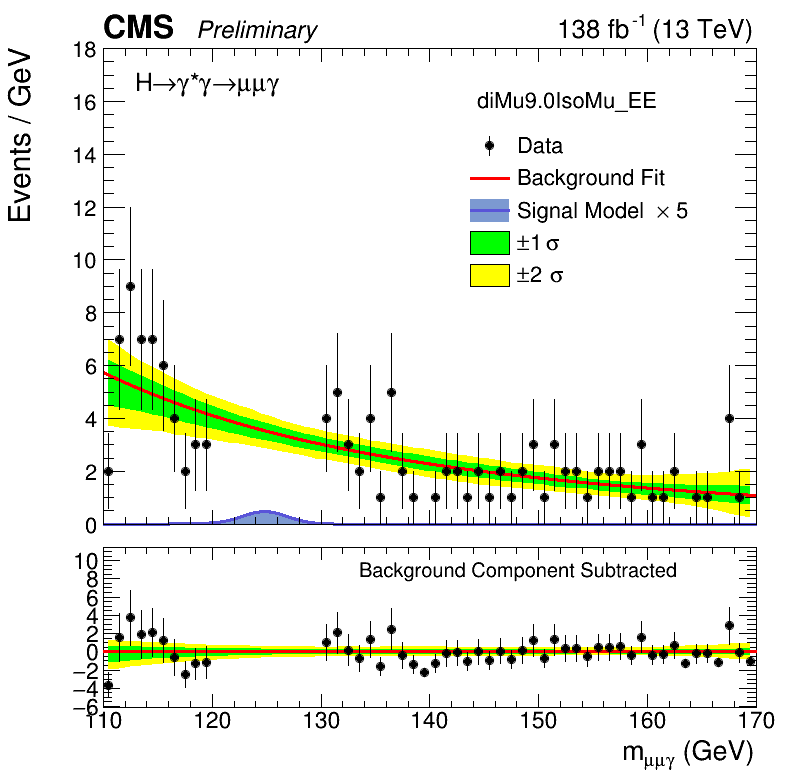 CMS Preliminary 138 fb⁻¹ (13 TeV)
Events / GeV
18
H→γ*γ→μμγ
16
diMu9.0IsoMu_EE
14
Data
Background Fit
12
Signal Model × 5
±1 σ
10
±2 σ
8
6
4
2
0
10
Background Component Subtracted
8
6
4
2
0
−2
−4
−6
110 120 130 140 150 160 170
m_μμγ (GeV)